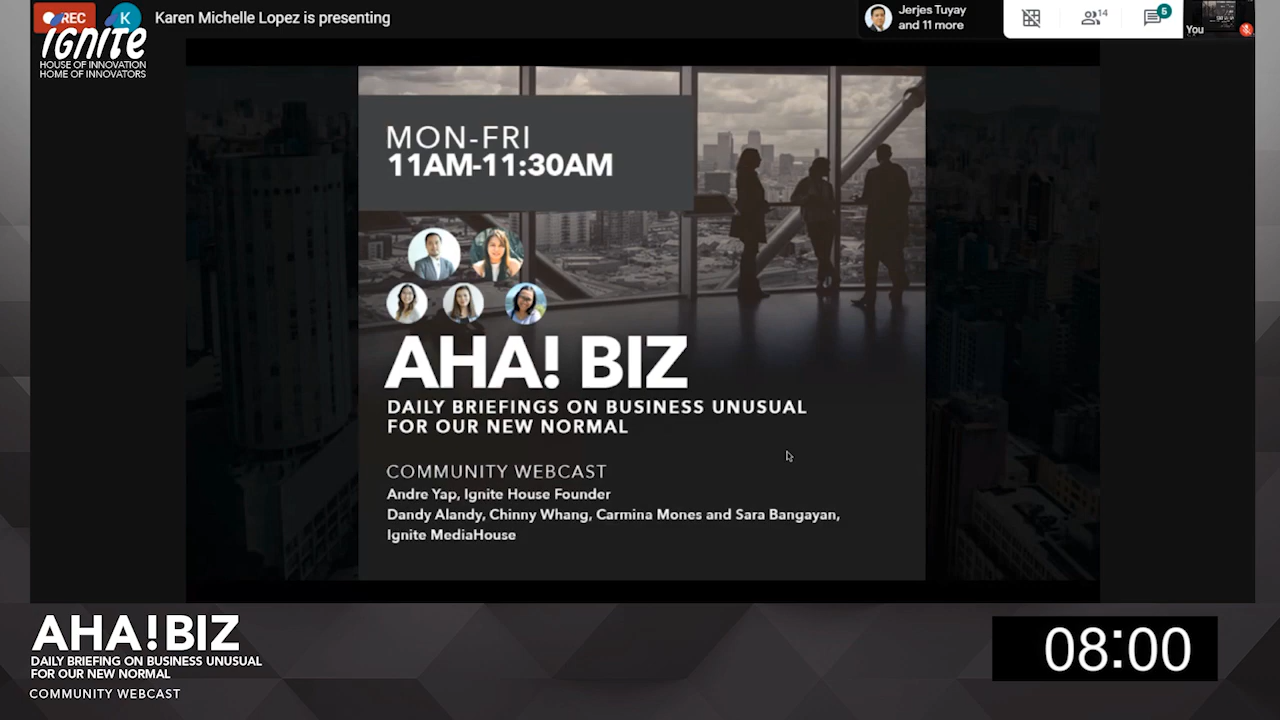 REC
K
Karen Michelle Lopez is presenting
Jerjes Tuyay
and 11 more
14
5
You
IGNITE
HOUSE OF INNOVATION
HOME OF INNOVATORS
MON-FRI
11AM-11:30AM
AHA! BIZ
DAILY BRIEFINGS ON BUSINESS UNUSUAL
FOR OUR NEW NORMAL
COMMUNITY WEBCAST
Andre Yap, Ignite House Founder
Dandy Alandy, Chinny Whang, Carmina Mones and Sara Bangayan,
Ignite MediaHouse
AHA!BIZ
DAILY BRIEFING ON BUSINESS UNUSUAL
FOR OUR NEW NORMAL
COMMUNITY WEBCAST
08:00